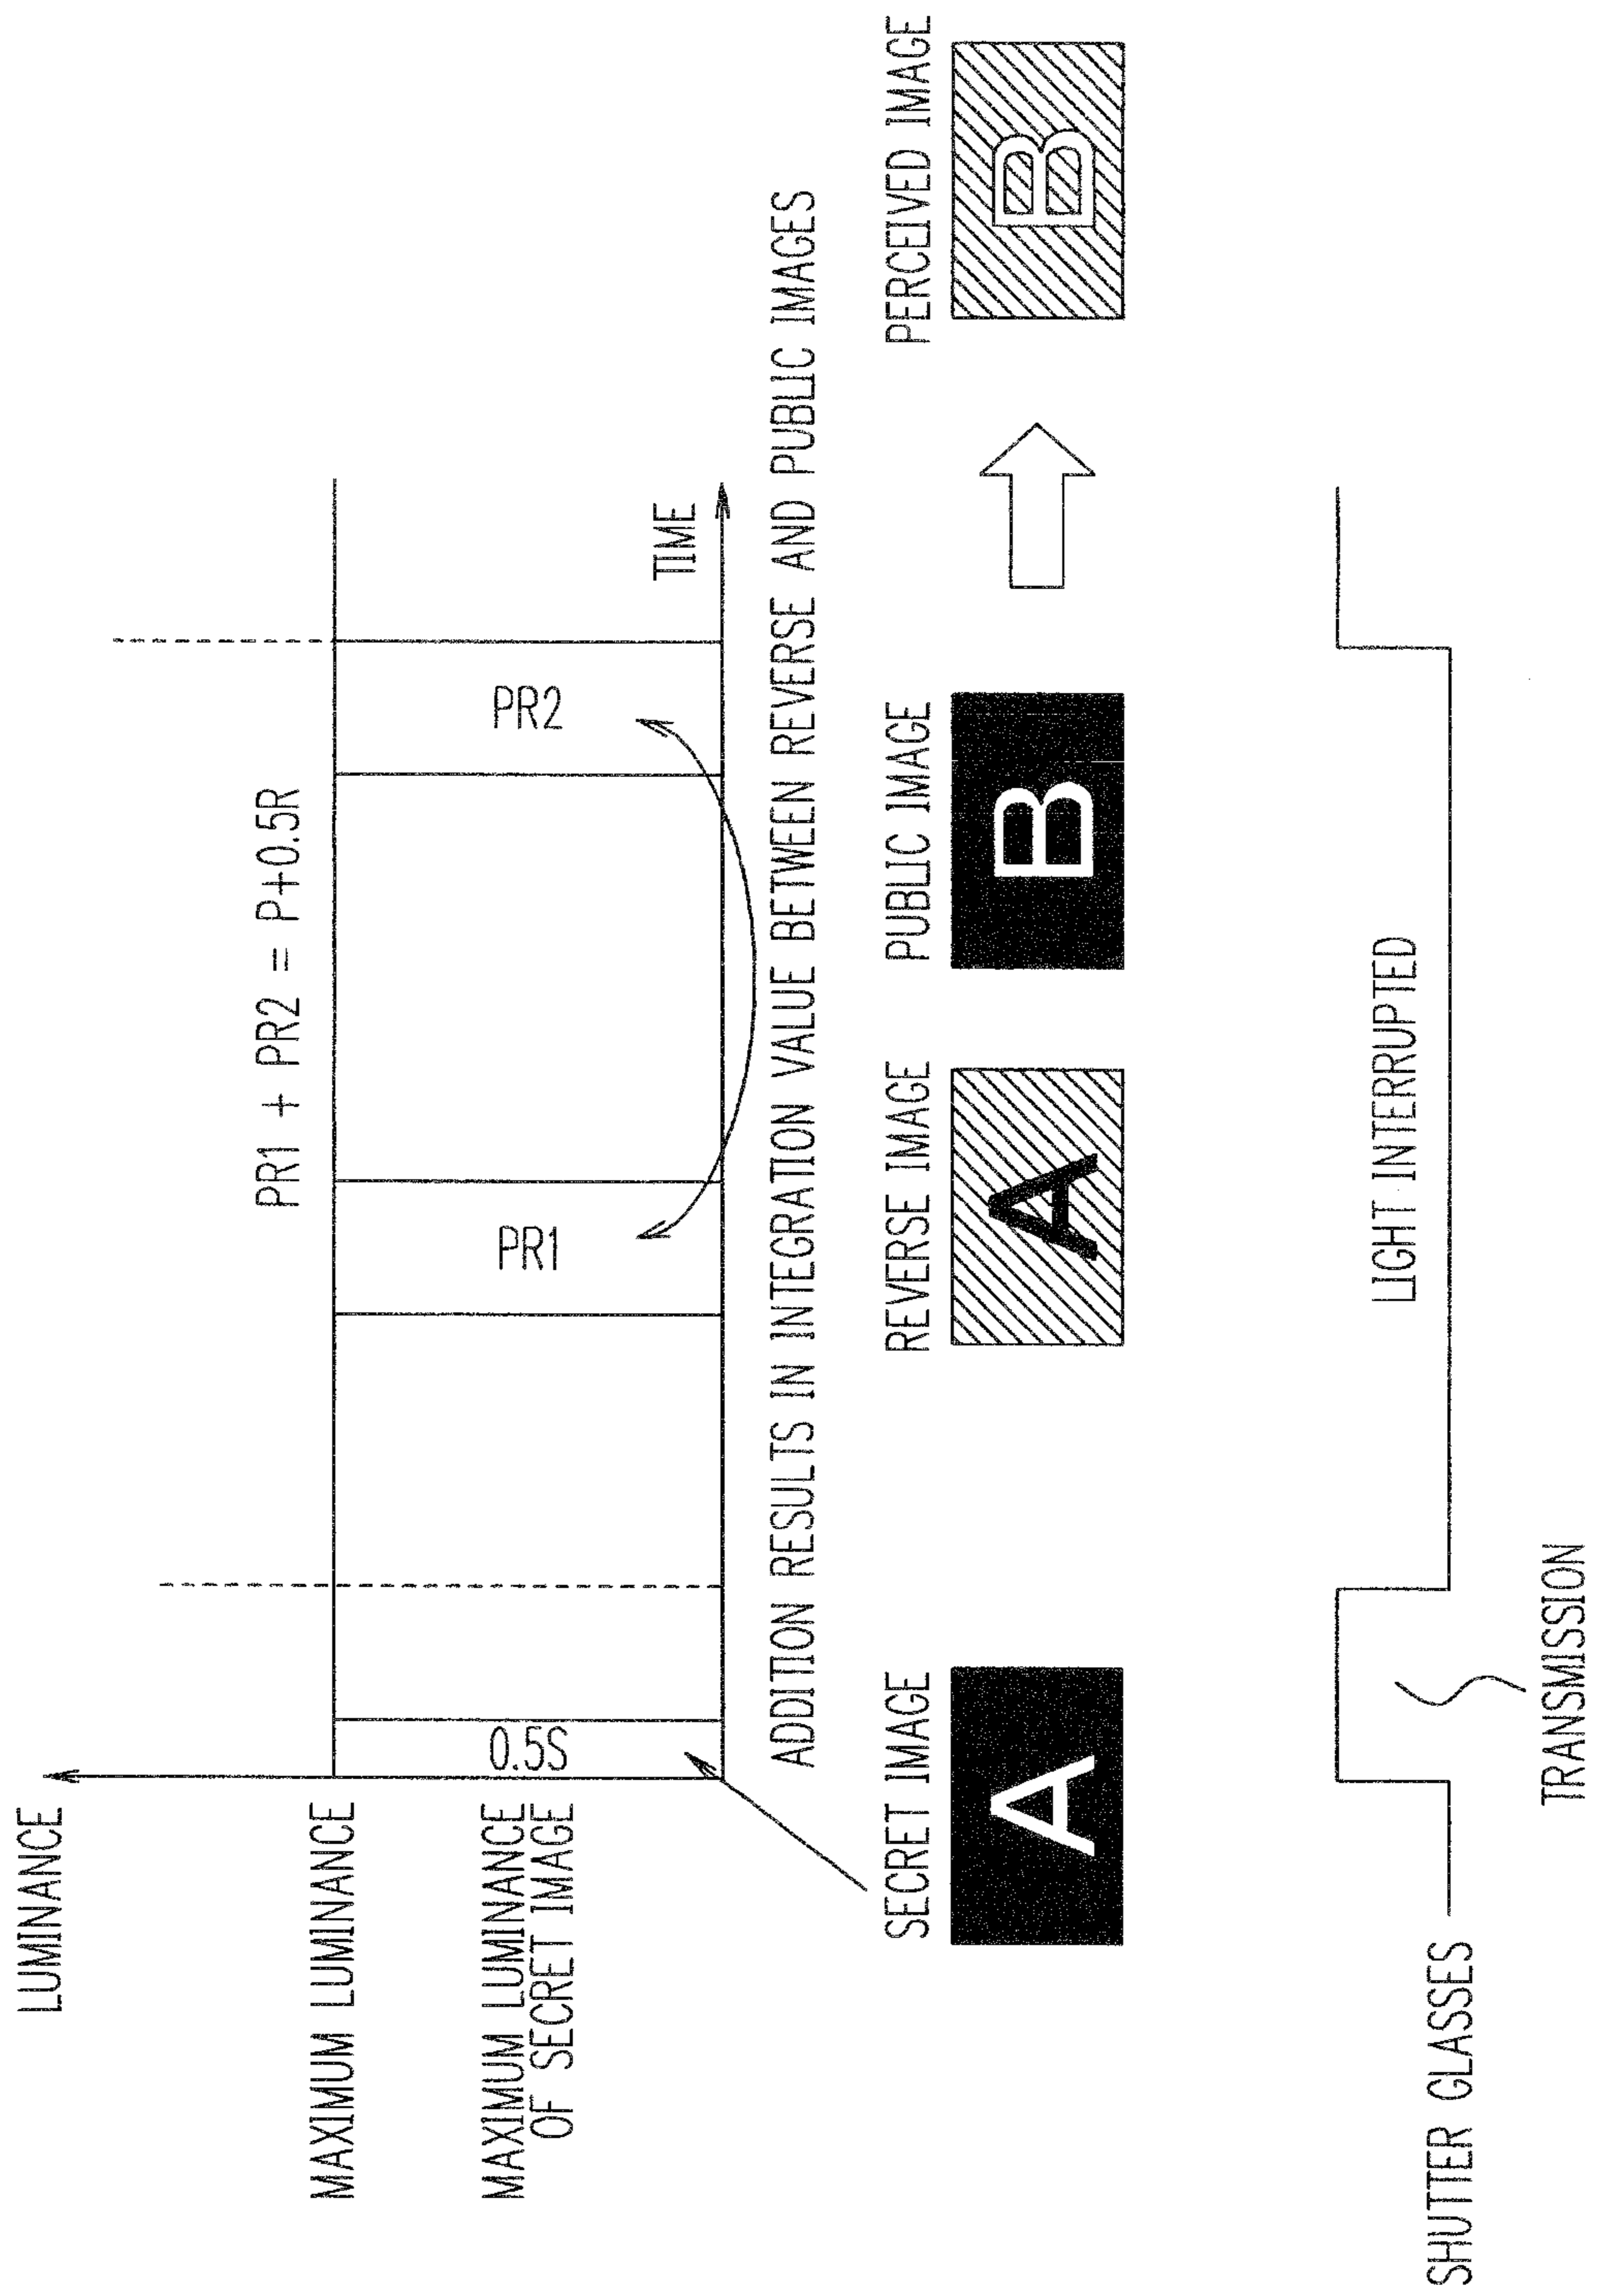 LUMINANCE
PR1 + PR2 = P+0.5R
MAXIMUM LUMINANCE
MAXIMUM LUMINANCE
OF SECRET IMAGE
0.5S
PR1
PR2
TIME
ADDITION RESULTS IN INTEGRATION VALUE BETWEEN REVERSE AND PUBLIC IMAGES
SECRET IMAGE
REVERSE IMAGE
PUBLIC IMAGE
PERCEIVED IMAGE
A
A
B
B
LIGHT INTERRUPTED
SHUTTER GLASSES
TRANSMISSION